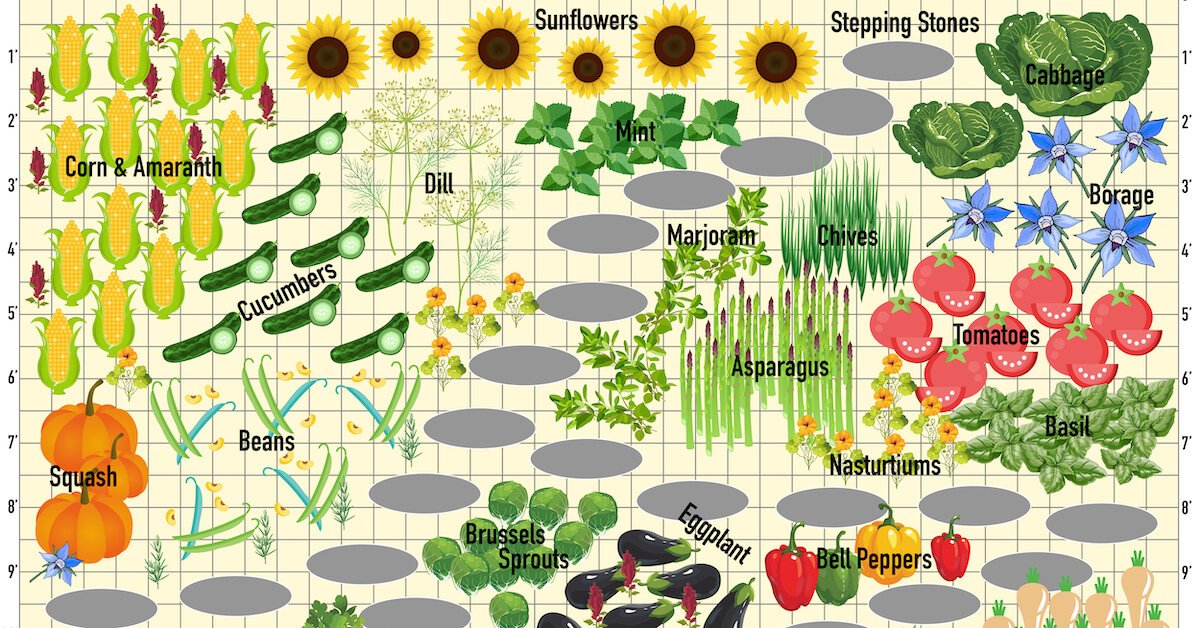 Sunflowers
Stepping Stones
1'
1'
Cabbage
2'
2'
Mint
Corn & Amaranth
Dill
3'
3'
Borage
4'
4'
Marjoram
Chives
Cucumbers
5'
5'
Tomatoes
Asparagus
6'
6'
Basil
7'
7'
Beans
Nasturtiums
Squash
8'
8'
Brussels
Sprouts
Eggplant
Bell Peppers
9'
9'